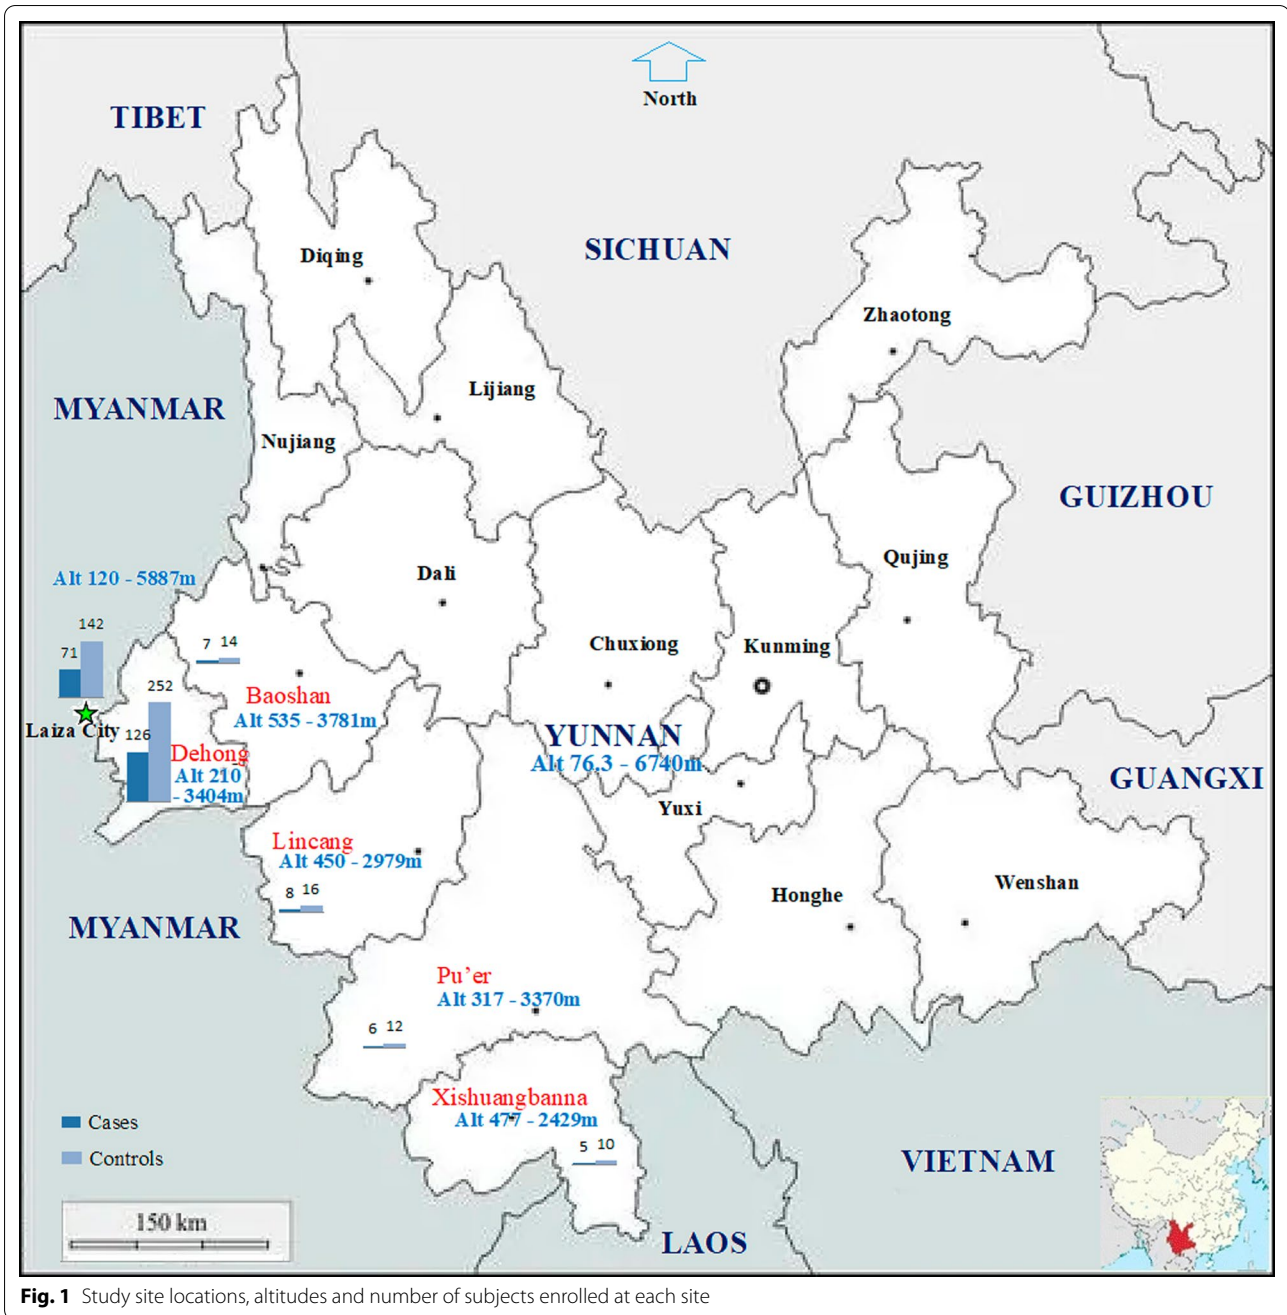 North
TIBET
SICHUAN
Diqing
Zhaotong
Lijiang
MYANMAR
Nujiang
GUIZHOU
Qujing
Dali
Alt 120 - 5887m
142
71
7 14
Chuxiong
Kunming
252
Baoshan
Alt 535 - 3781m
Laiza City
126
Dehong
Alt 210
- 3404m
YUNNAN
Alt 76.3 - 6740m
GUANGXI
Yuxi
Lincang
Alt 450 - 2979m
8 16
Honghe
Wenshan
MYANMAR
Pu’er
Alt 317 - 3370m
6 12
Xishuangbanna
Alt 477 - 2429m
5 10
Cases
Controls
VIETNAM
150 km
LAOS
Fig. 1 Study site locations, altitudes and number of subjects enrolled at each site